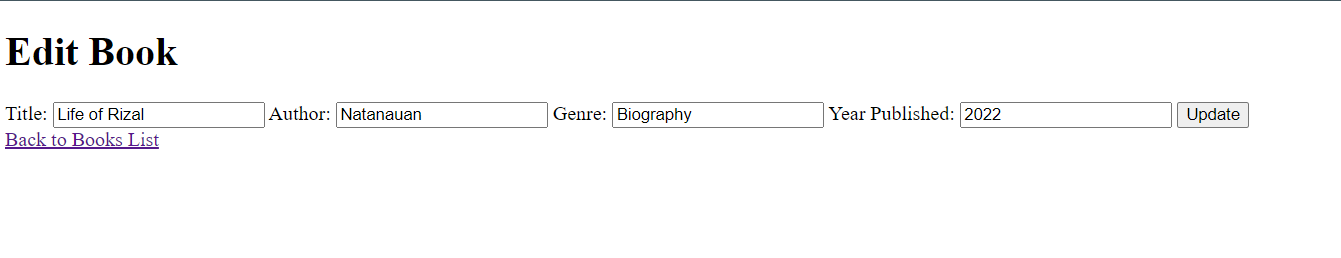 Edit Book
Title: Life of Rizal Author: Natanauan Genre: Biography Year Published: 2022 Update
Back to Books List